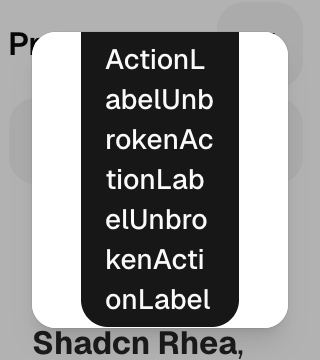 Pr
ActionL
abelUnb
rokenAc
tionLab
elUnbro
kenActi
onLabel
Shadcn Rhea,